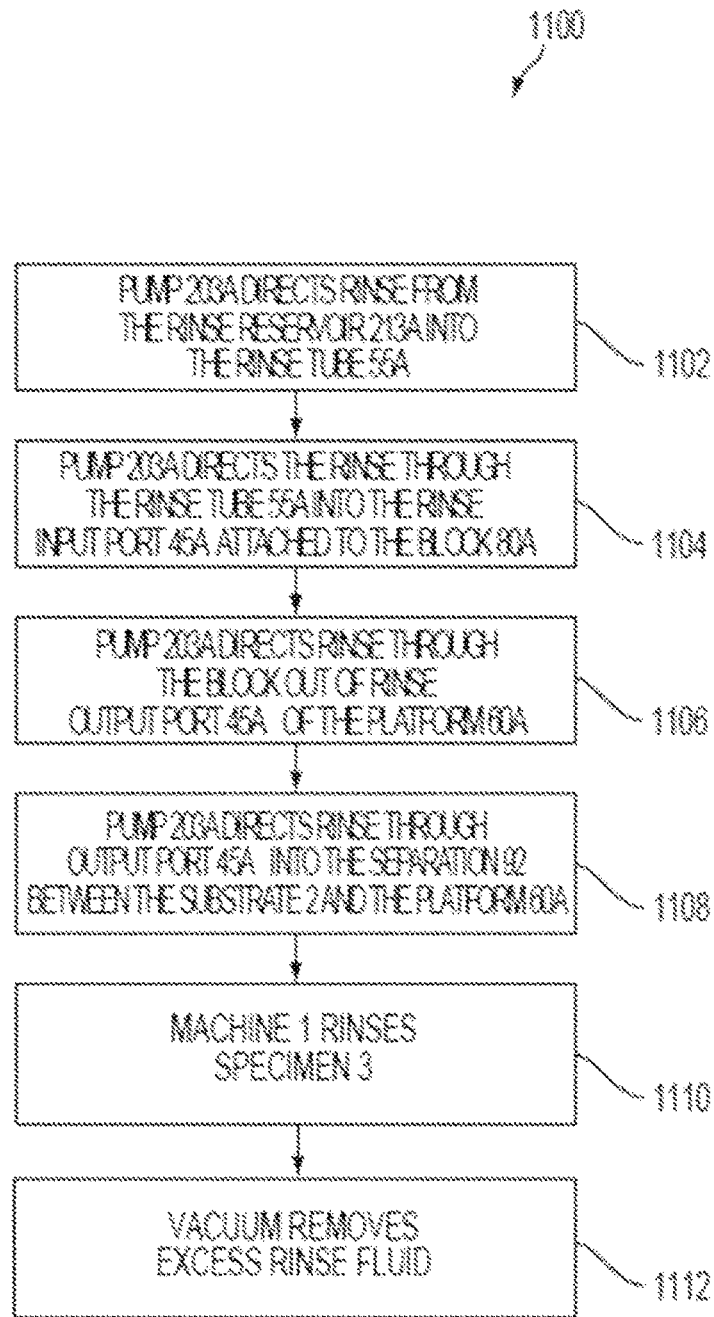 1100
PUMP 203A DIRECTS RINSE FROM
THE RINSE RESERVOIR 213A INTO
THE RINSE TUBE 55A
1102
PUMP 203A DIRECTS THE RINSE THROUGH
THE RINSE TUBE 55A INTO THE RINSE
INPUT PORT 45A ATTACHED TO THE BLOCK 80A
1104
PUMP 203A DIRECTS RINSE THROUGH
THE BLOCK OUT OF RINSE
OUTPUT PORT 45A OF THE PLATFORM 60A
1106
PUMP 203A DIRECTS RINSE THROUGH
OUTPUT PORT 45A INTO THE SEPARATION 92
BETWEEN THE SUBSTRATE 2 AND THE PLATFORM 60A
1108
MACHINE 1 RINSES
SPECIMEN 3
1110
VACUUM REMOVES
EXCESS RINSE FLUID
1112